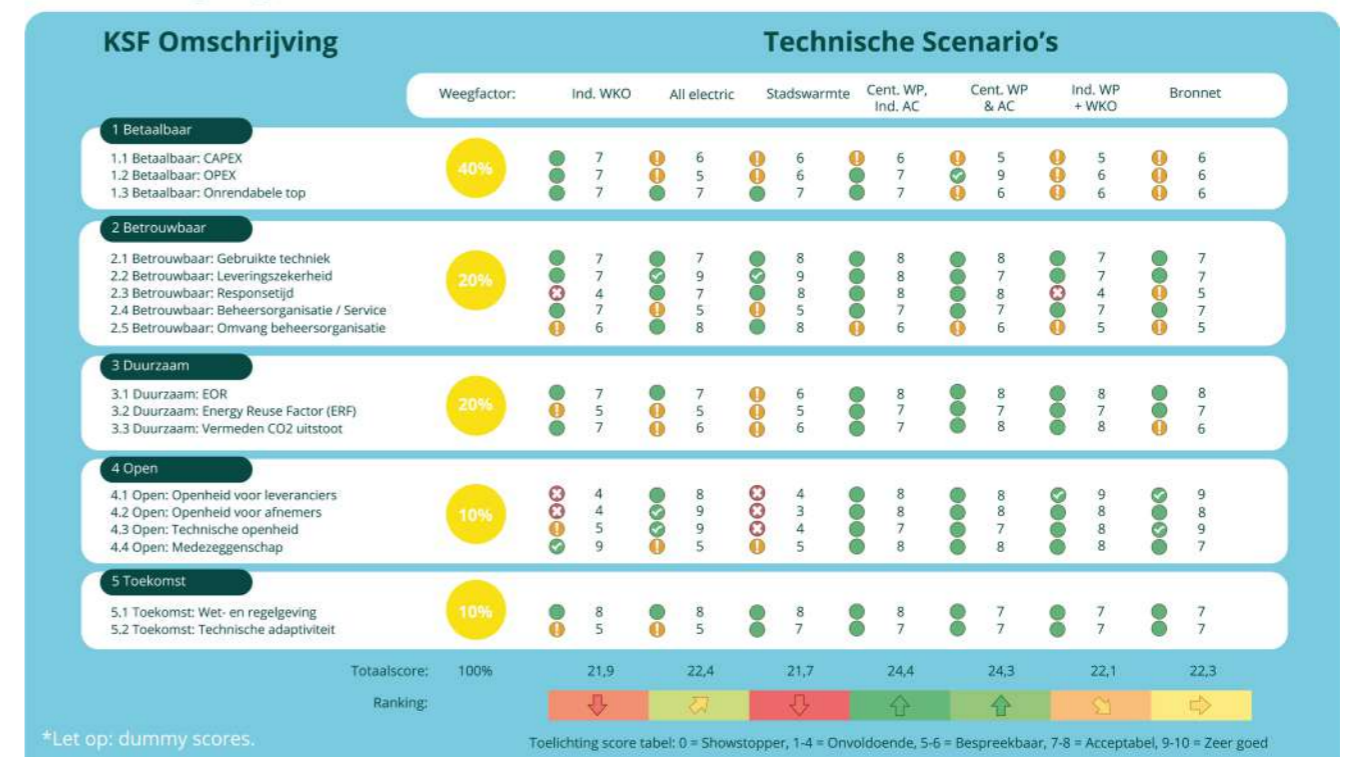 KSF Omschrijving Technische Scenario's
Weegfactor: Ind. WKO All electric Stadswarmte Cent. WP, Ind. AC Cent. WP & AC Ind. WP + WKO Bronnet
1 Betaalbaar
40%
1.1 Betaalbaar: CAPEX 7 6 6 6 5 5 6
1.2 Betaalbaar: OPEX 7 5 6 7 9 6 6
1.3 Betaalbaar: Onrendabele top 7 7 7 7 6 6 6
2 Betrouwbaar
20%
2.1 Betrouwbaar: Gebruikte techniek 7 7 8 8 8 7 7
2.2 Betrouwbaar: Leveringszekerheid 7 9 9 8 7 7 7
2.3 Betrouwbaar: Responsetijd 4 7 8 8 8 4 5
2.4 Betrouwbaar: Beheersorganisatie / Service 7 5 5 7 7 7 7
2.5 Betrouwbaar: Omvang beheersorganisatie 6 8 8 6 6 5 5
3 Duurzaam
20%
3.1 Duurzaam: EOR 7 7 6 8 8 8 8
3.2 Duurzaam: Energy Reuse Factor (ERF) 5 5 5 7 7 7 7
3.3 Duurzaam: Vermeden CO2 uitstoot 7 6 6 7 8 8 6
4 Open
10%
4.1 Open: Openheid voor leveranciers 4 8 4 8 8 9 9
4.2 Open: Openheid voor afnemers 4 9 3 8 8 8 8
4.3 Open: Technische openheid 5 9 4 7 7 8 9
4.4 Open: Medezeggenschap 9 5 5 8 8 8 7
5 Toekomst
10%
5.1 Toekomst: Wet- en regelgeving 8 8 8 8 7 7 7
5.2 Toekomst: Technische adaptiviteit 5 5 7 7 7 7 7
Totaalscore: 100% 21,9 22,4 21,7 24,4 24,3 22,1 22,3
Ranking:
*Let op: dummy scores.
Toelichting score tabel: 0 = Showstopper, 1-4 = Onvoldoende, 5-6 = Bespreekbaar, 7-8 = Acceptabel, 9-10 = Zeer goed